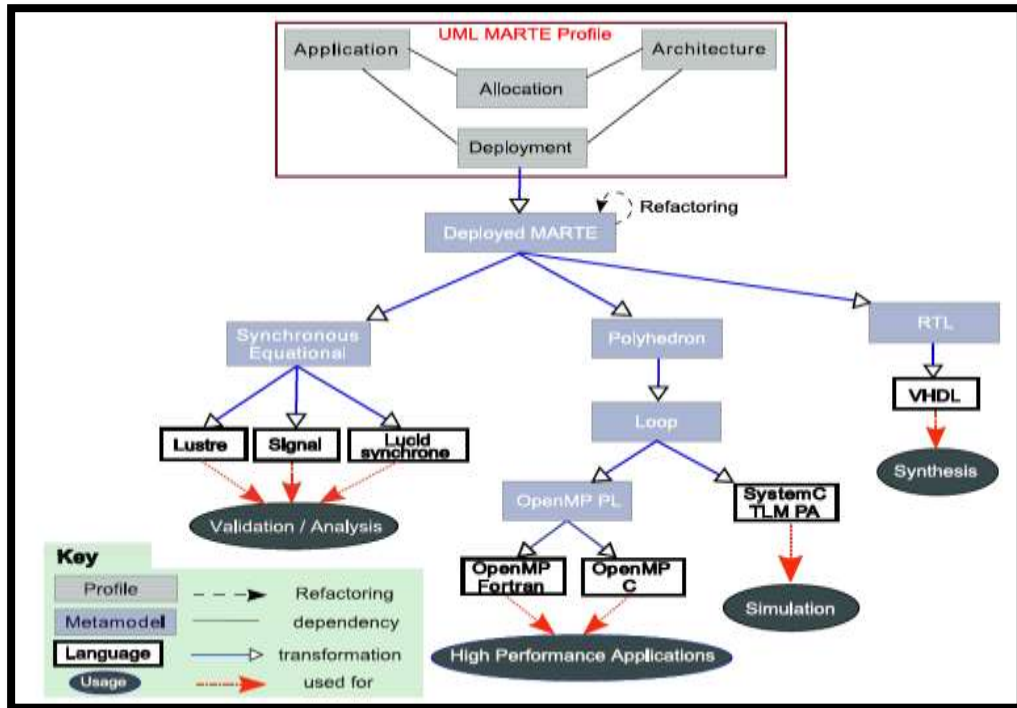 UML MARTE Profile
Application
Architecture
Allocation
Deployment
Refactoring
Deployed MARTE
Synchronous
Equational
Polyhedron
RTL
Lustre
Signal
Lucid
synchrone
Loop
VHDL
Validation / Analysis
OpenMP PL
SystemC
TLM PA
Synthesis
OpenMP
Fortran
OpenMP
C
Simulation
High Performance Applications
Key
Profile
Refactoring
Metamodel
dependency
Language
transformation
Usage
used for